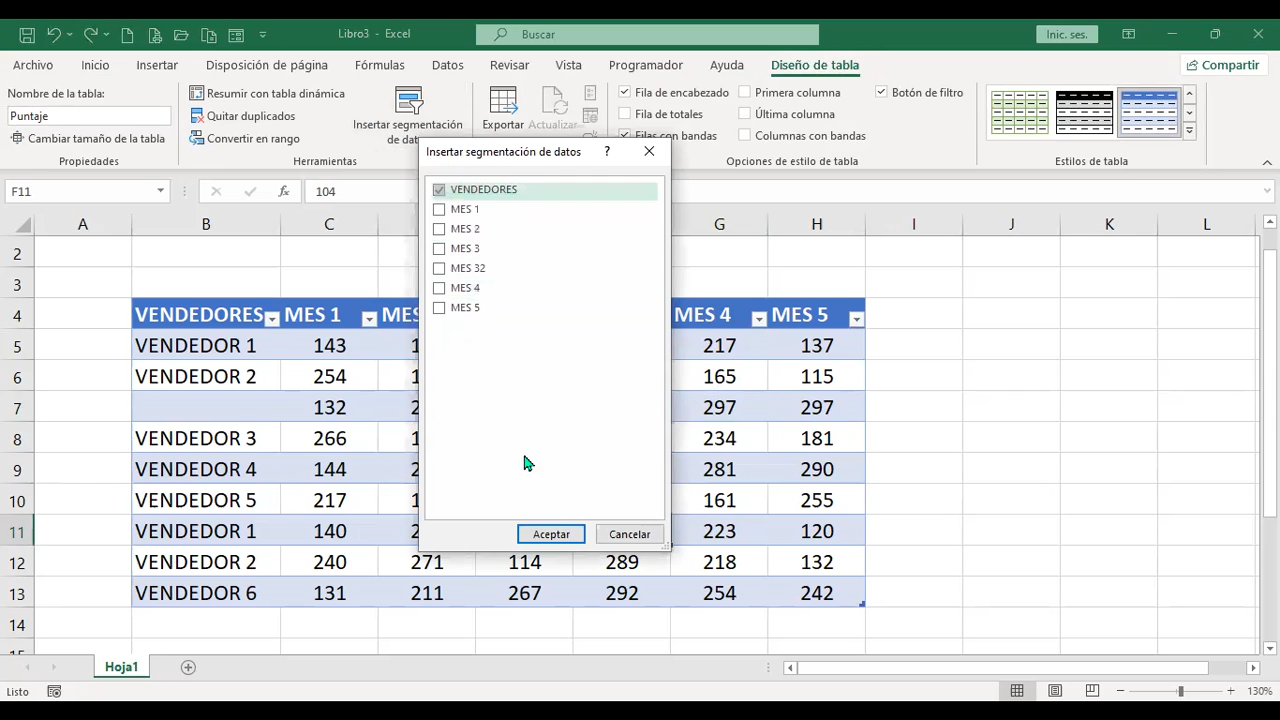 Libro3 - Excel
Buscar
Inic. ses.
Archivo Inicio Insertar Disposición de página Fórmulas Datos Revisar Vista Programador Ayuda Diseño de tabla Compartir
Nombre de la tabla:
Puntaje
Cambiar tamaño de la tabla
Propiedades
Resumir con tabla dinámica
Quitar duplicados
Convertir en rango
Herramientas
Insertar segmentación
de dat
Exportar Actualizar
Fila de encabezado Primera columna Botón de filtro
Fila de totales Última columna
Filas con bandas Columnas con bandas
Opciones de estilo de tabla
Estilos de tabla
Insertar segmentación de datos ? 
VENDEDORES
MES 1
MES 2
MES 3
MES 32
MES 4
MES 5
Aceptar Cancelar
F11 fx 104
A B C G H I J K L
2
3
4 VENDEDORES MES 1 MES MES 4 MES 5
5 VENDEDOR 1 143 1 217 137
6 VENDEDOR 2 254 1 165 115
7 132 2 297 297
8 VENDEDOR 3 266 1 234 181
9 VENDEDOR 4 144 2 281 290
10 VENDEDOR 5 217 1 161 255
11 VENDEDOR 1 140 2 223 120
12 VENDEDOR 2 240 271 114 289 218 132
13 VENDEDOR 6 131 211 267 292 254 242
14
Hoja1
Listo
130%